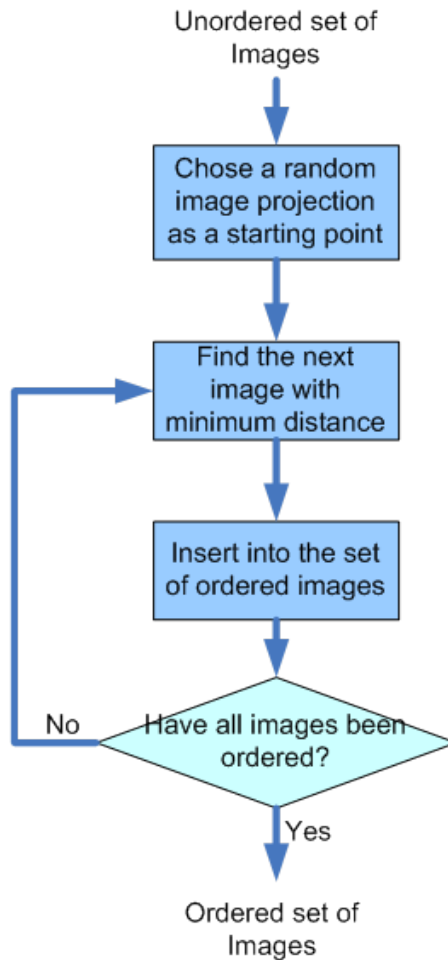 Unordered set of
Images
Chose a random
image projection
as a starting point
Find the next
image with
minimum distance
Insert into the set
of ordered images
Have all images been
ordered?
No
Yes
Ordered set of
Images